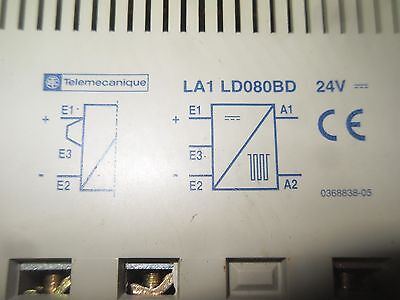 Telemecanique LA1 LD080BD 24V ⎓
E1 E1 A1
+ +
E3 E3
- -
E2 E2 A2
CE
0368838-05